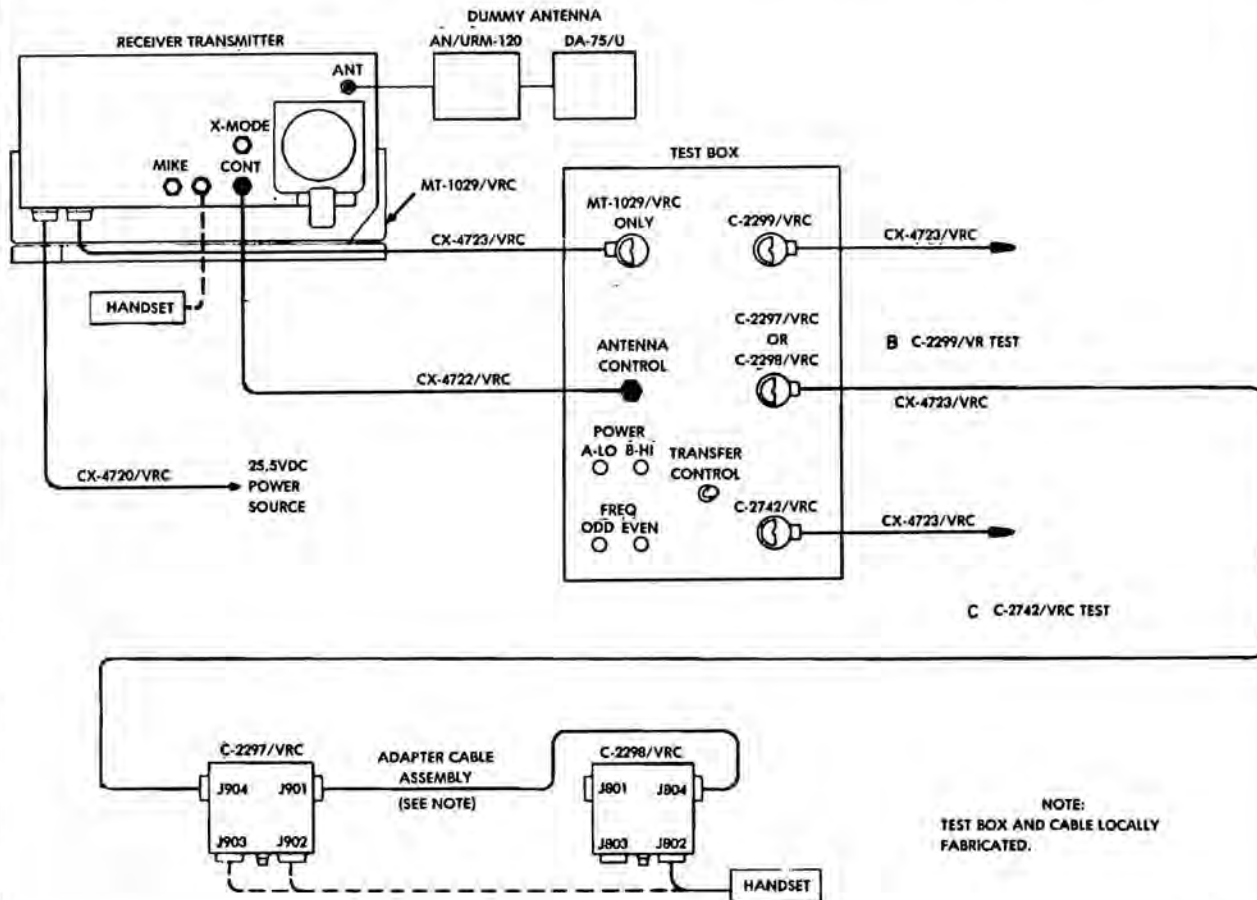 DUMMY ANTENNA
RECEIVER TRANSMITTER
AN/URM-120
DA-75/U
ANT
X-MODE
MIKE
CONT
MT-1029/VRC
TEST BOX
MT-1029/VRC
ONLY
C-2299/VRC
CX-4723/VRC
CX-4723/VRC
HANDSET
C-2297/VRC
OR
C-2298/VRC
B C-2299/VR TEST
ANTENNA
CONTROL
CX-4722/VRC
CX-4723/VRC
POWER
A-LO B-HI
TRANSFER
CONTROL
CX-4720/VRC
25.5VDC
POWER
SOURCE
FREQ
ODD EVEN
C-2742/VRC
CX-4723/VRC
C C-2742/VRC TEST
C-2297/VRC
ADAPTER CABLE
ASSEMBLY
(SEE NOTE)
C-2298/VRC
J904 J901
J903 J902
J801 J804
J803 J802
HANDSET
NOTE:
TEST BOX AND CABLE LOCALLY
FABRICATED.